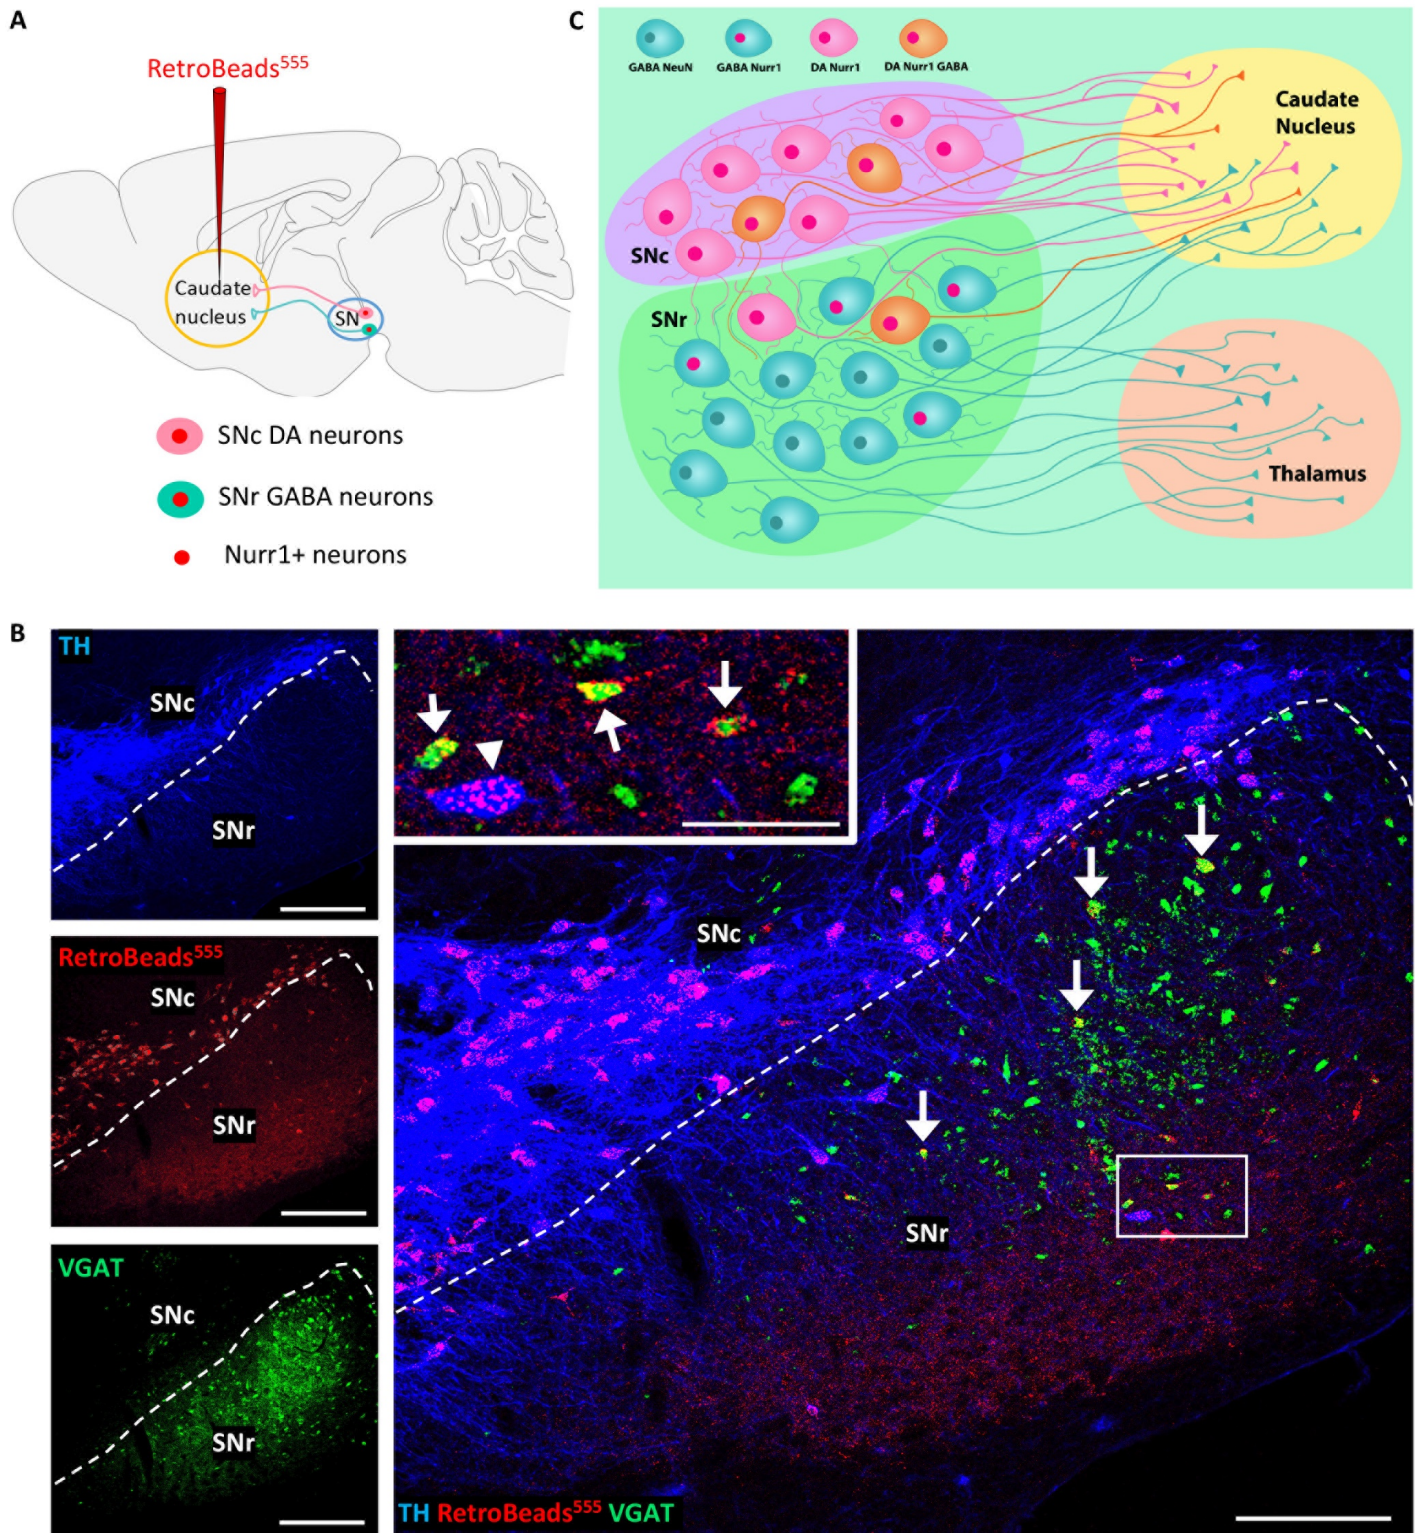 A
RetroBeads555
Caudate
nucleus
SN
SNc DA neurons
SNr GABA neurons
Nurr1+ neurons
C
GABA NeuN
GABA Nurr1
DA Nurr1
DA Nurr1 GABA
Caudate
Nucleus
SNc
SNr
Thalamus
B
TH
SNc
SNr
RetroBeads555
SNc
SNr
VGAT
SNc
SNr
SNc
SNr
TH RetroBeads555 VGAT